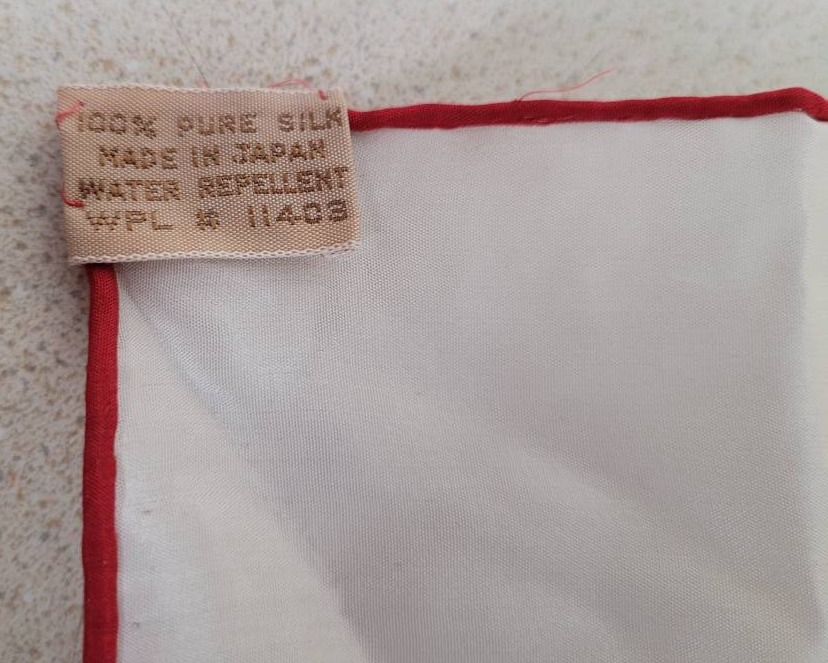 100% PURE SILK
MADE IN JAPAN
WATER REPELLENT
WPL # 11403